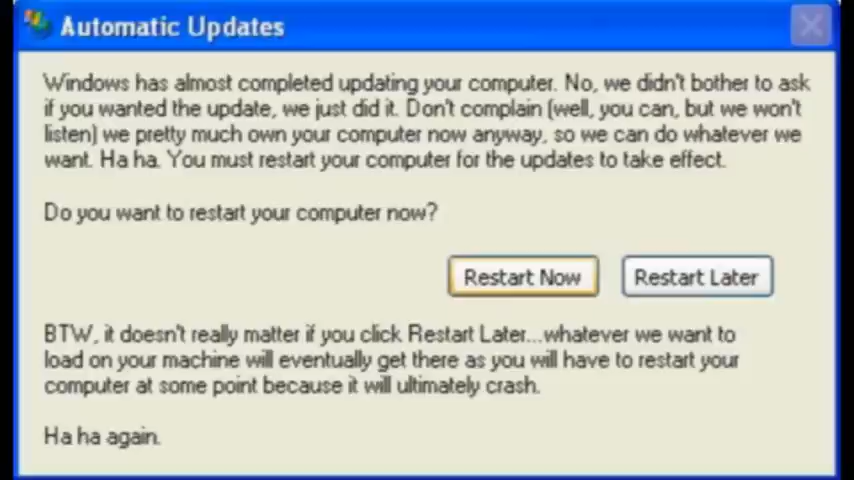 Automatic Updates
Windows has almost completed updating your computer. No, we didn't bother to ask
if you wanted the update, we just did it. Don't complain (well, you can, but we won't
listen) we pretty much own your computer now anyway, so we can do whatever we
want. Ha ha. You must restart your computer for the updates to take effect.
Do you want to restart your computer now?
Restart Now Restart Later
BTW, it doesn't really matter if you click Restart Later...whatever we want to
load on your machine will eventually get there as you will have to restart your
computer at some point because it will ultimately crash.
Ha ha again.